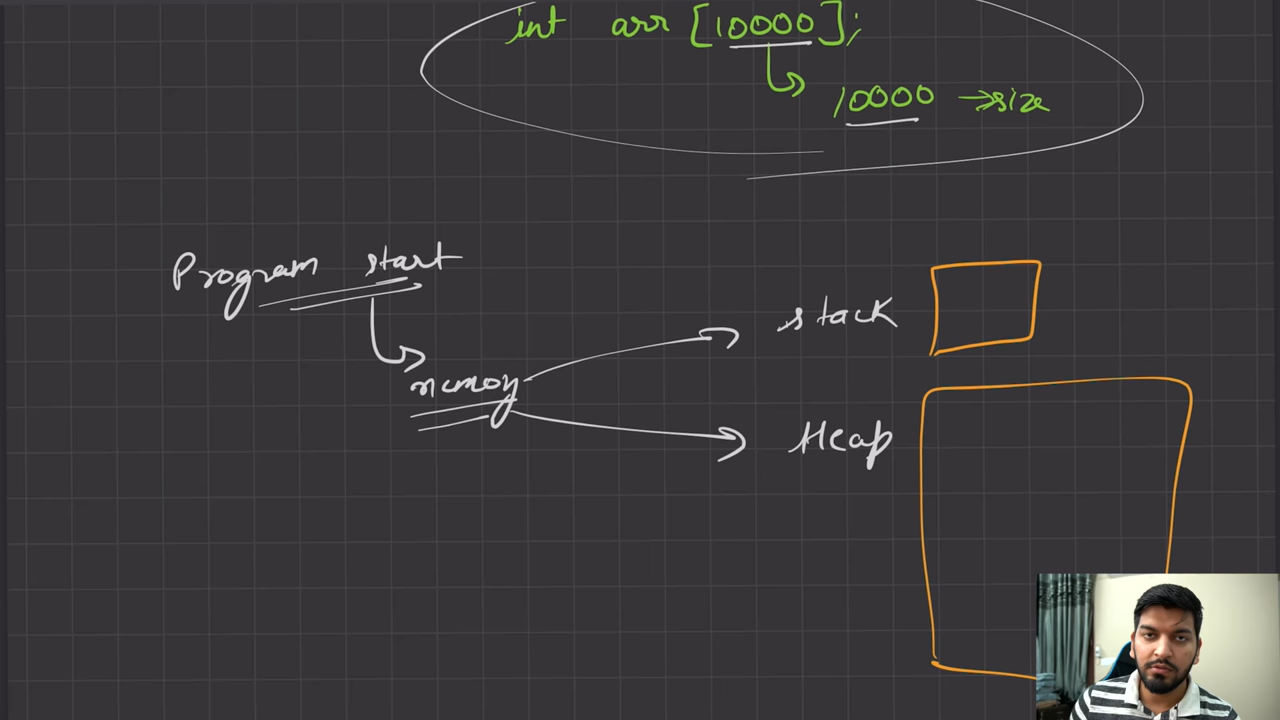 int arr [10000];
10000 → size
Program start
memory
stack
Heap